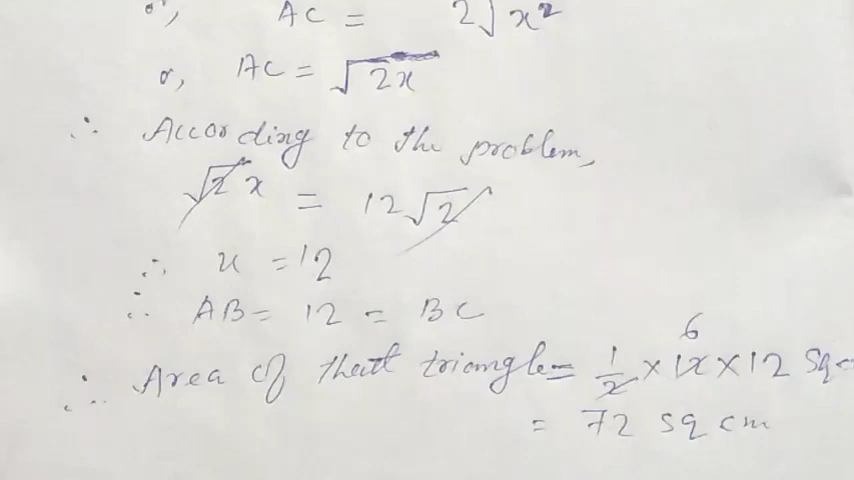 or, AC = 2√x²
or, AC = √2x
∴ According to the problem,
√2 x = 12√2
∴ x = 12
∴ AB = 12 = BC
6
∴ Area of that triangle = 1/2 × 12 × 12 sq
= 72 sq cm